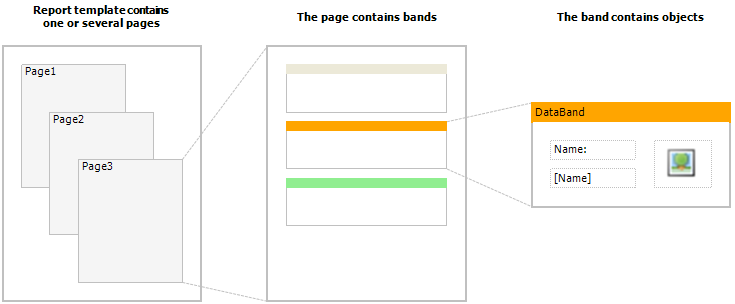 Report template contains
one or several pages
The page contains bands
The band contains objects
Page1
Page2
Page3
DataBand
Name:
[Name]